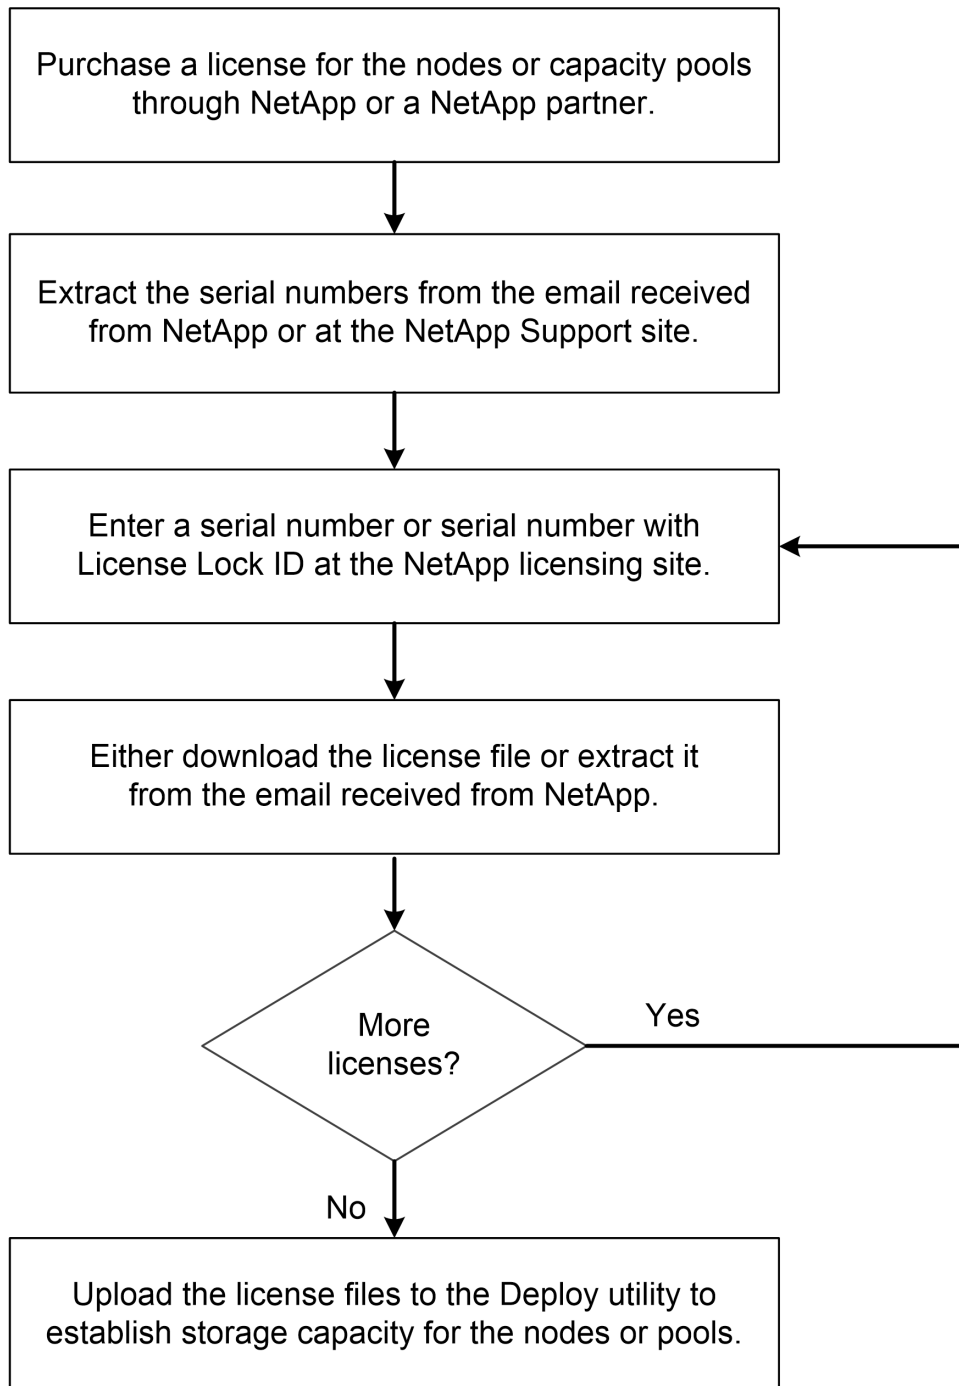 Purchase a license for the nodes or capacity pools
through NetApp or a NetApp partner.
Extract the serial numbers from the email received
from NetApp or at the NetApp Support site.
Enter a serial number or serial number with
License Lock ID at the NetApp licensing site.
Either download the license file or extract it
from the email received from NetApp.
More
licenses?
Yes
No
Upload the license files to the Deploy utility to
establish storage capacity for the nodes or pools.